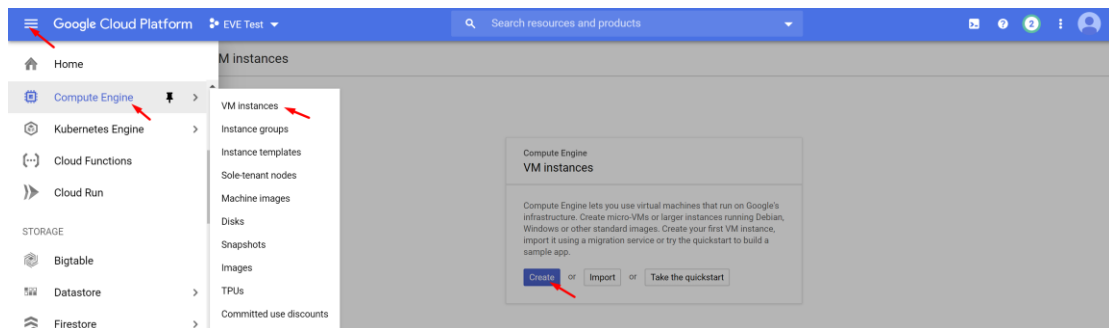 Google Cloud Platform
EVE Test
Search resources and products
2
Home
Compute Engine
Kubernetes Engine
Cloud Functions
Cloud Run
STORAGE
Bigtable
Datastore
Firestore
VM instances
Instance groups
Instance templates
Sole-tenant nodes
Machine images
Disks
Snapshots
Images
TPUs
Committed use discounts
M instances
Compute Engine
VM instances
Compute Engine lets you use virtual machines that run on Google's
infrastructure. Create micro-VMs or larger instances running Debian,
Windows or other standard images. Create your first VM instance,
import it using a migration service or try the quickstart to build a
sample app.
Create or Import or Take the quickstart